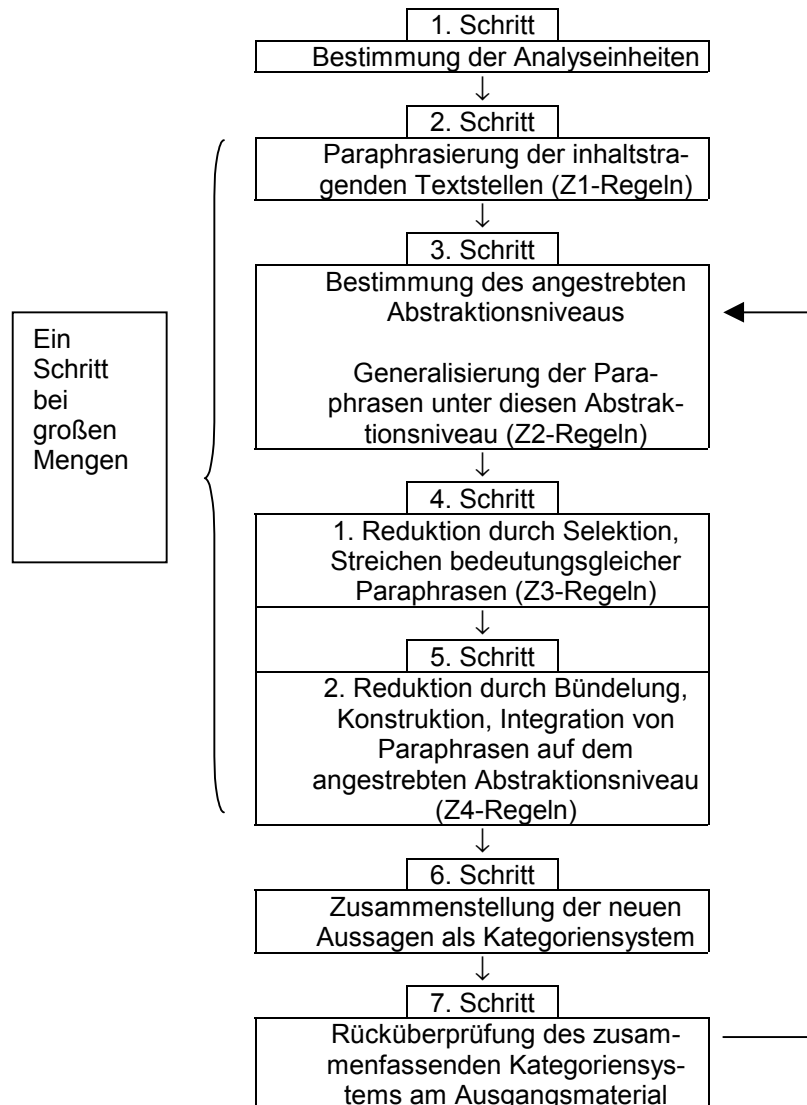 1. Schritt
Bestimmung der Analyseinheiten
↓
2. Schritt
Paraphrasierung der inhaltstra-
genden Textstellen (Z1-Regeln)
↓
3. Schritt
Bestimmung des angestrebten
Abstraktionsniveaus
Generalisierung der Para-
phrasen unter diesen Abstrak-
tionsniveau (Z2-Regeln)
↓
4. Schritt
1. Reduktion durch Selektion,
Streichen bedeutungsgleicher
Paraphrasen (Z3-Regeln)
↓
5. Schritt
2. Reduktion durch Bündelung,
Konstruktion, Integration von
Paraphrasen auf dem
angestrebten Abstraktionsniveau
(Z4-Regeln)
↓
6. Schritt
Zusammenstellung der neuen
Aussagen als Kategoriensystem
↓
7. Schritt
Rücküberprüfung des zusam-
menfassenden Kategoriensys-
tems am Ausgangsmaterial
Ein
Schritt
bei
großen
Mengen